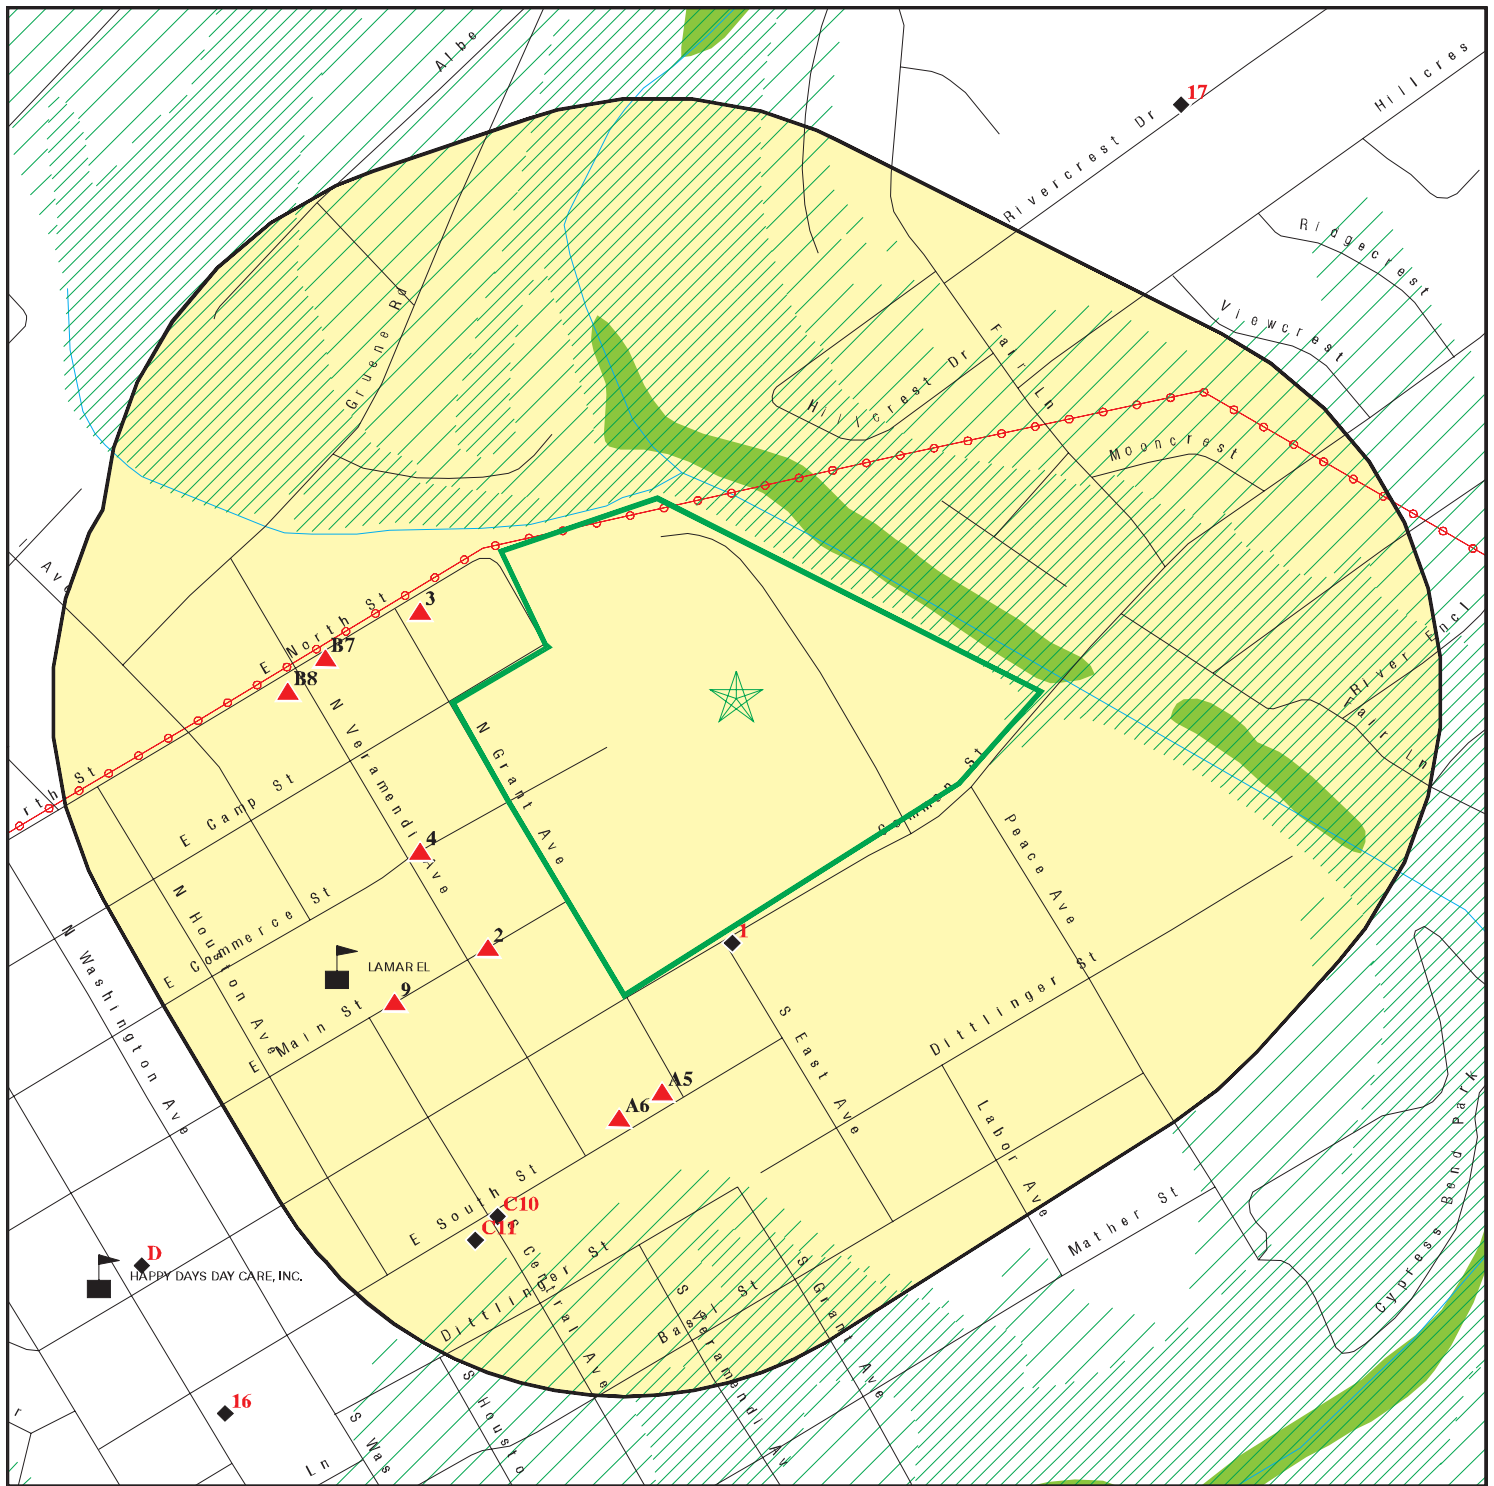 Albe
17
Rivercrest Dr
Hillcres
Ridgecrest
Viewcrest
Gruene Rd
Fair Ln
Hillcrest Dr
Mooncrest
Ave
E North St
3
B7
B8
River
Encl
Fair Ln
N Veramendi Ave
N Grant Ave
rth St
E Camp St
Common St
Peace Ave
4
N Houston Ave
E Commerce St
N Washington Ave
LAMAR EL
2
1
9
E Main St
Dittlinger St
S East Ave
A5
A6
Labor Ave
Cypress Bend Park
E South St
C10
C11
Mather St
D
HAPPY DAYS DAY CARE, INC.
S Central Ave
Dittlinger St
Basel St
S Veramendi Av
S Grant Ave
16
S Housto
S Was
Ln
r